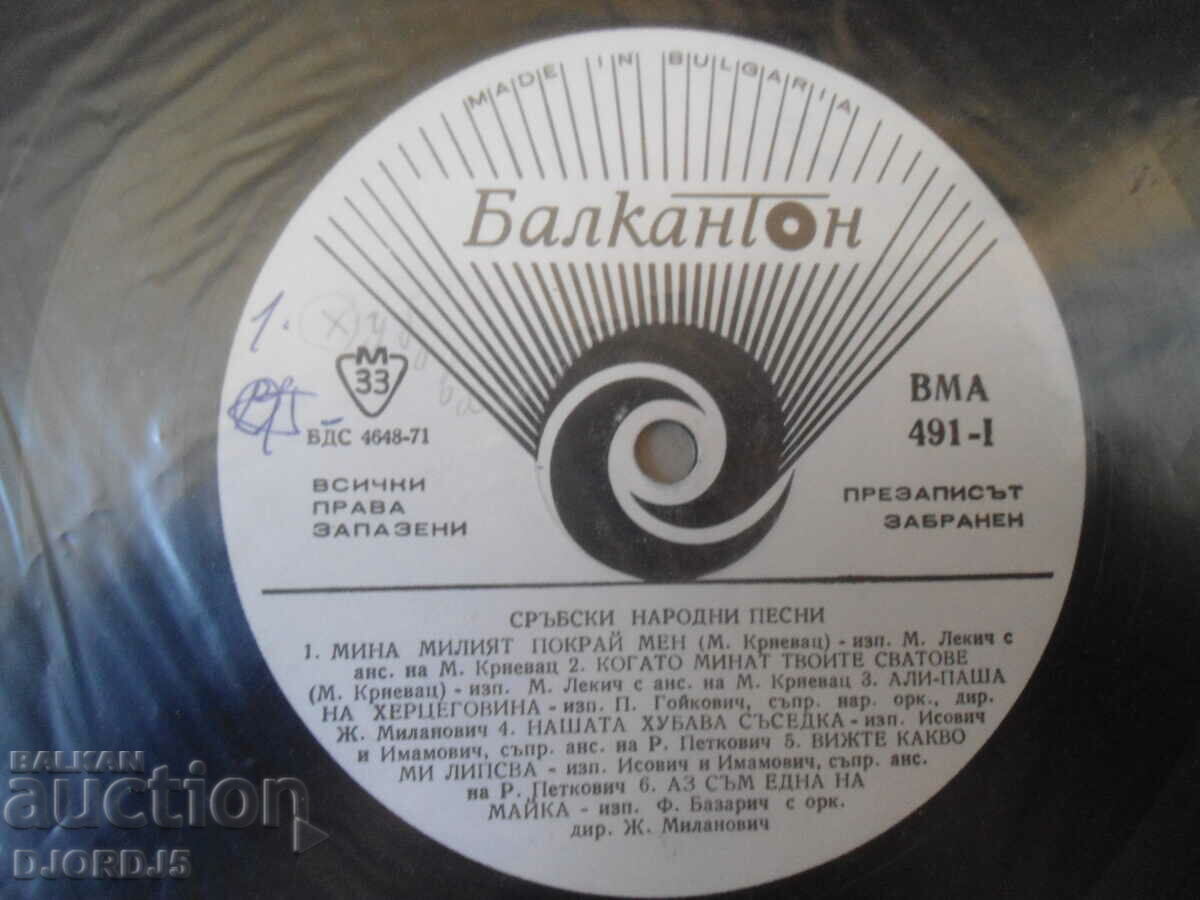 MADE IN BULGARIA
Балкантон
1.
М
33
БДС 4648-71
ВСИЧКИ
ПРАВА
ЗАПАЗЕНИ
ВМА
491-I
ПРЕЗАПИСЪТ
ЗАБРАНЕН
СРЪБСКИ НАРОДНИ ПЕСНИ
1. МИНА МИЛИЯТ ПОКРАЙ МЕН (М. Криевац) - изп. М. Лекич с
анс. на М. Криевац 2. КОГАТО МИНАТ ТВОИТЕ СВАТОВЕ
(М. Криевац) - изп. М. Лекич с анс. на М. Криевац 3. АЛИ-ПАША
НА ХЕРЦЕГОВИНА - изп. П. Гойкович, съпр. нар. орк., дир.
Ж. Миланович 4. НАШАТА ХУБАВА СЪСЕДКА - изп. Исович
и Имамович, съпр. анс. на Р. Петкович 5. ВИЖТЕ КАКВО
МИ ЛИПСВА - изп. Исович и Имамович, съпр. анс.
на Р. Петкович 6. АЗ СЪМ ЕДНА НА
МАЙКА - изп. Ф. Базарич с орк.
дир. Ж. Миланович
BALKAN
auction
DJORD_J5